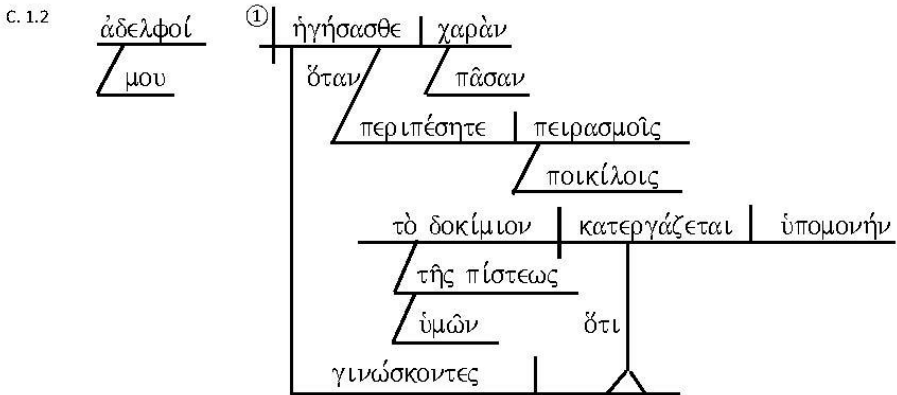 C. 1.2
ἀδελφοί ① ἡγήσασθε χαρὰν
μου ὅταν πᾶσαν
περιπέσητε πειρασμοῖς
ποικίλοις
τὸ δοκίμιον κατεργάζεται ὑπομονήν
τῆς πίστεως
ὑμῶν ὅτι
γινώσκοντες